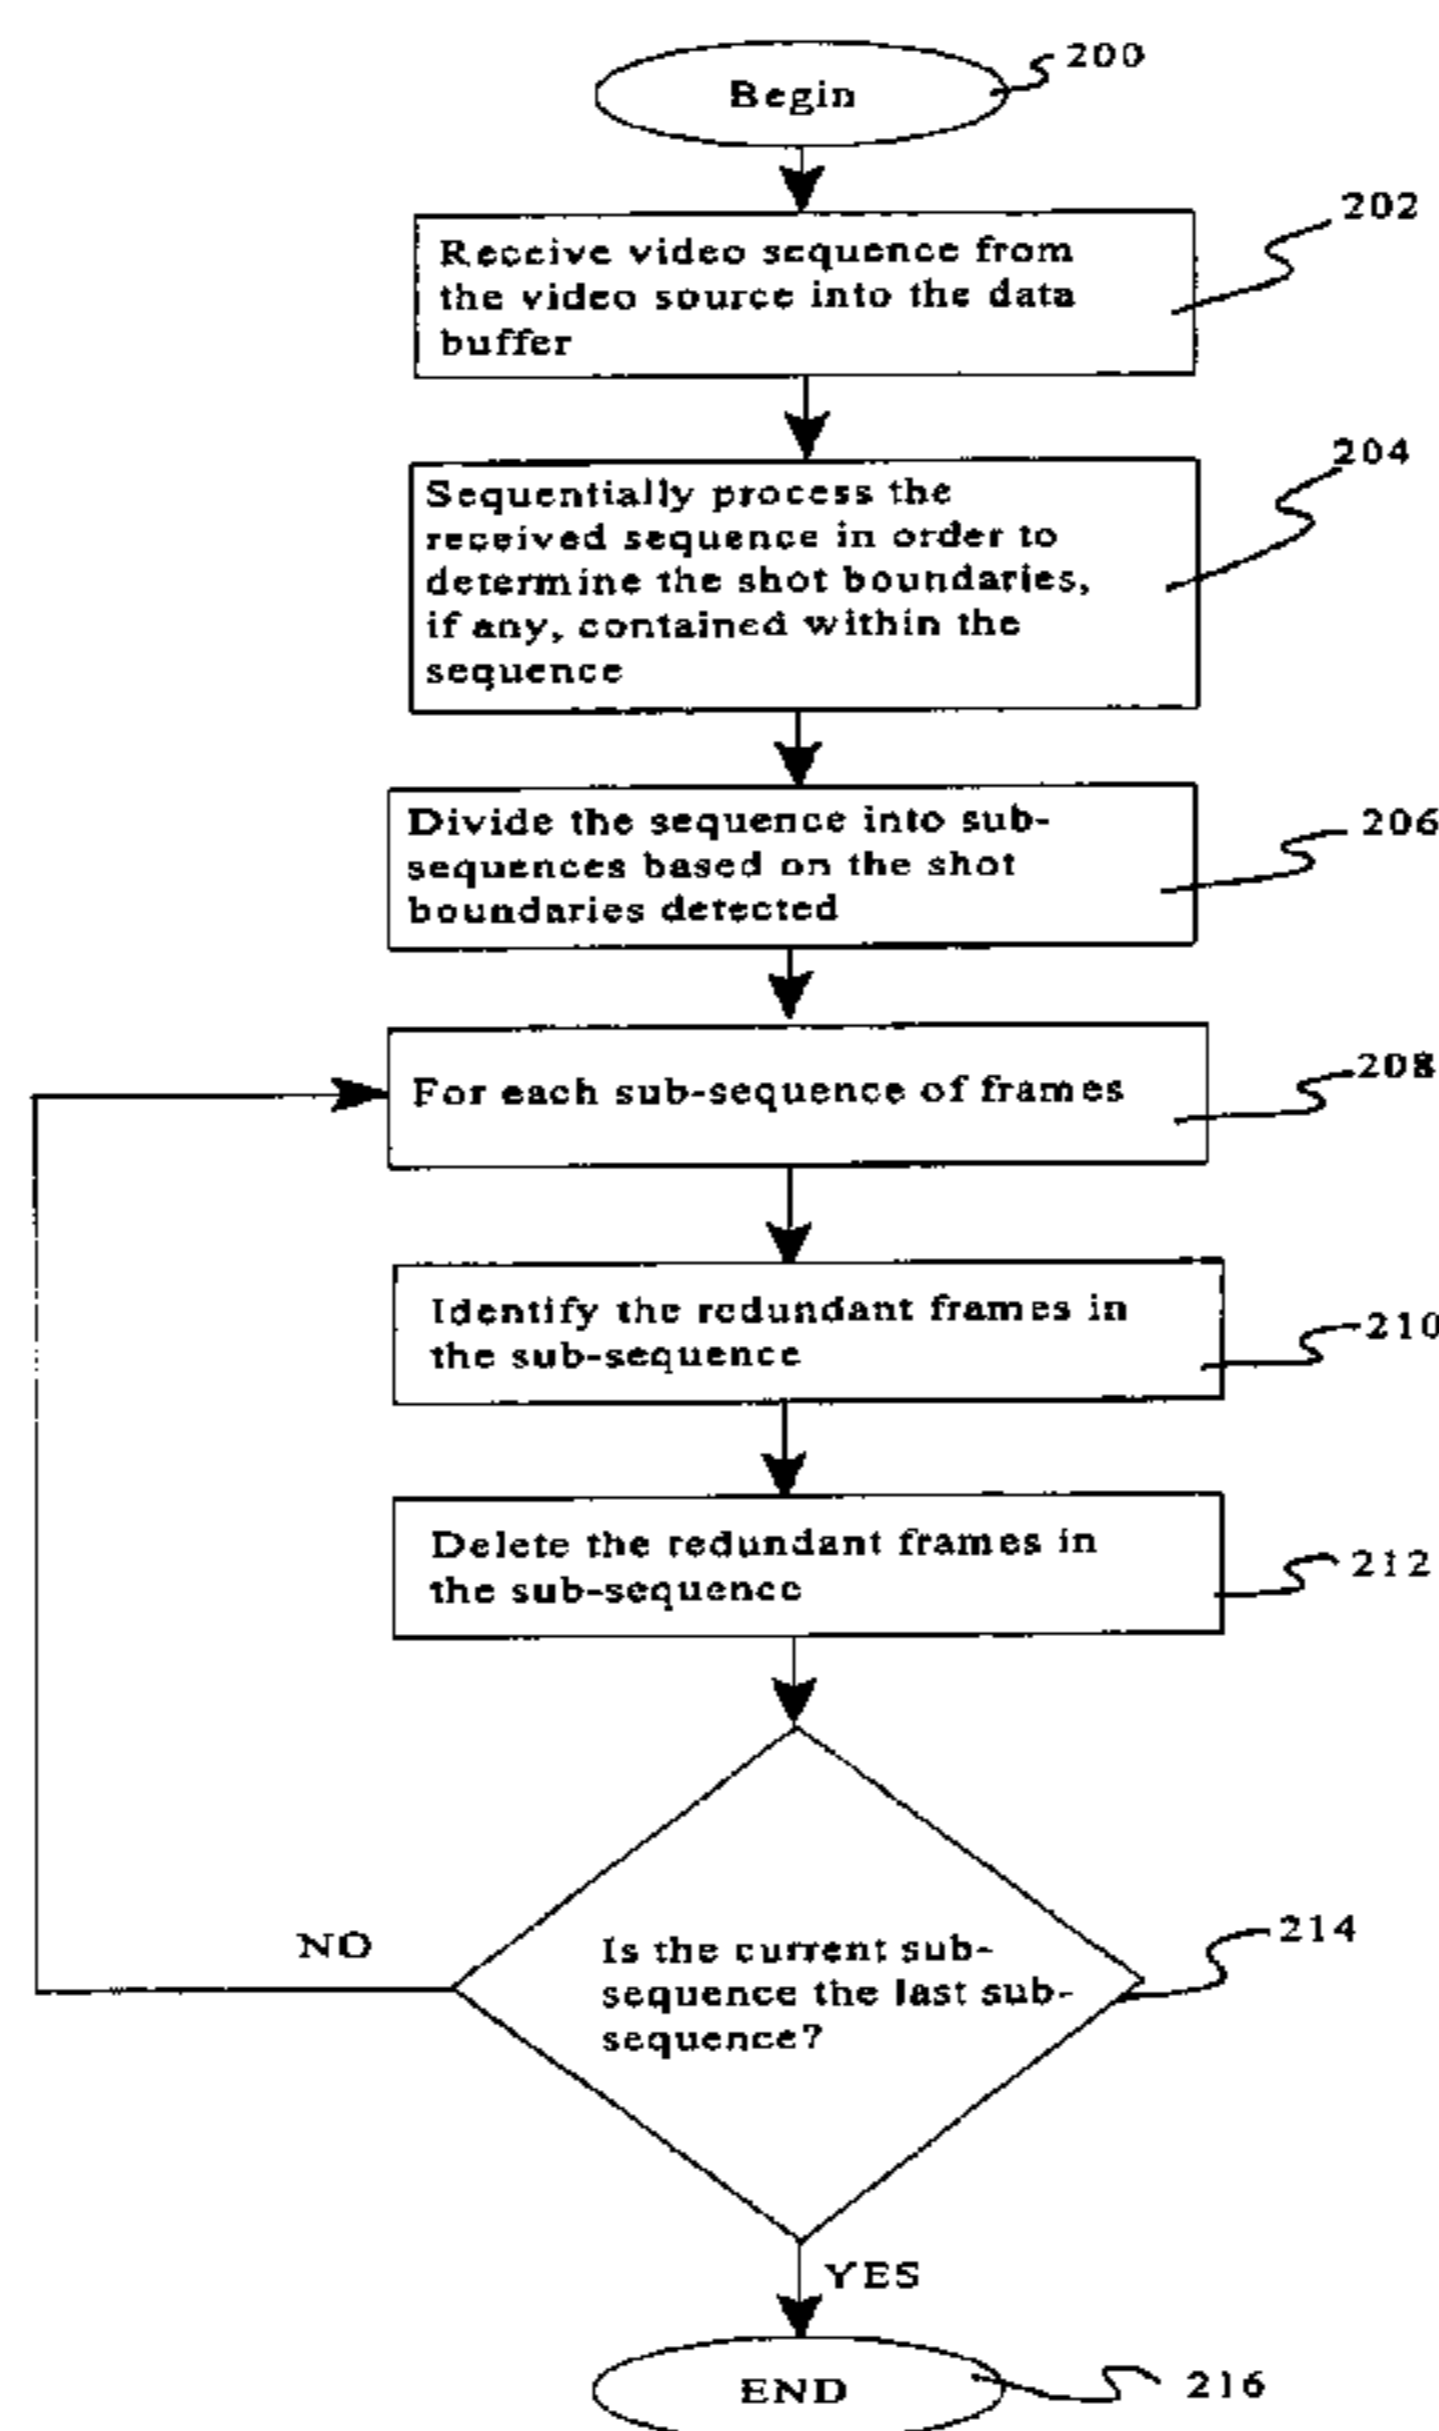 Begin
200
Receive video sequence from
the video source into the data
buffer
202
Sequentially process the
received sequence in order to
determine the shot boundaries,
if any, contained within the
sequence
204
Divide the sequence into sub-
sequences based on the shot
boundaries detected
206
For each sub-sequence of frames
208
Identify the redundant frames in
the sub-sequence
210
Delete the redundant frames in
the sub-sequence
212
Is the current sub-
sequence the last sub-
sequence?
214
NO
YES
END
216